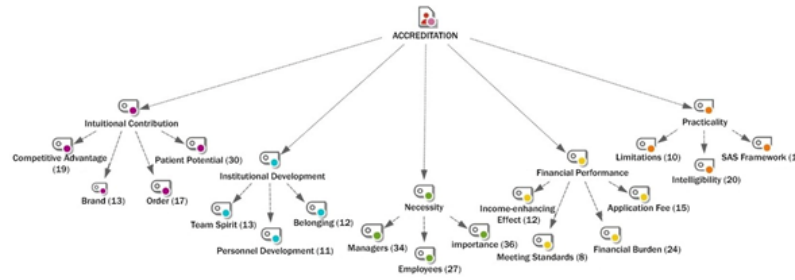 ACCREDITATION
Intuitional Contribution
Competitive Advantage
(19)
Brand (13)
Order (17)
Patient Potential (30)
Institutional Development
Team Spirit (13)
Personnel Development (11)
Belonging (12)
Necessity
Managers (34)
Employees (27)
importance (36)
Financial Performance
Income-enhancing
Effect (12)
Meeting Standards (8)
Financial Burden (24)
Application Fee (15)
Practicality
Limitations (10)
Intelligibility (20)
SAS Framework